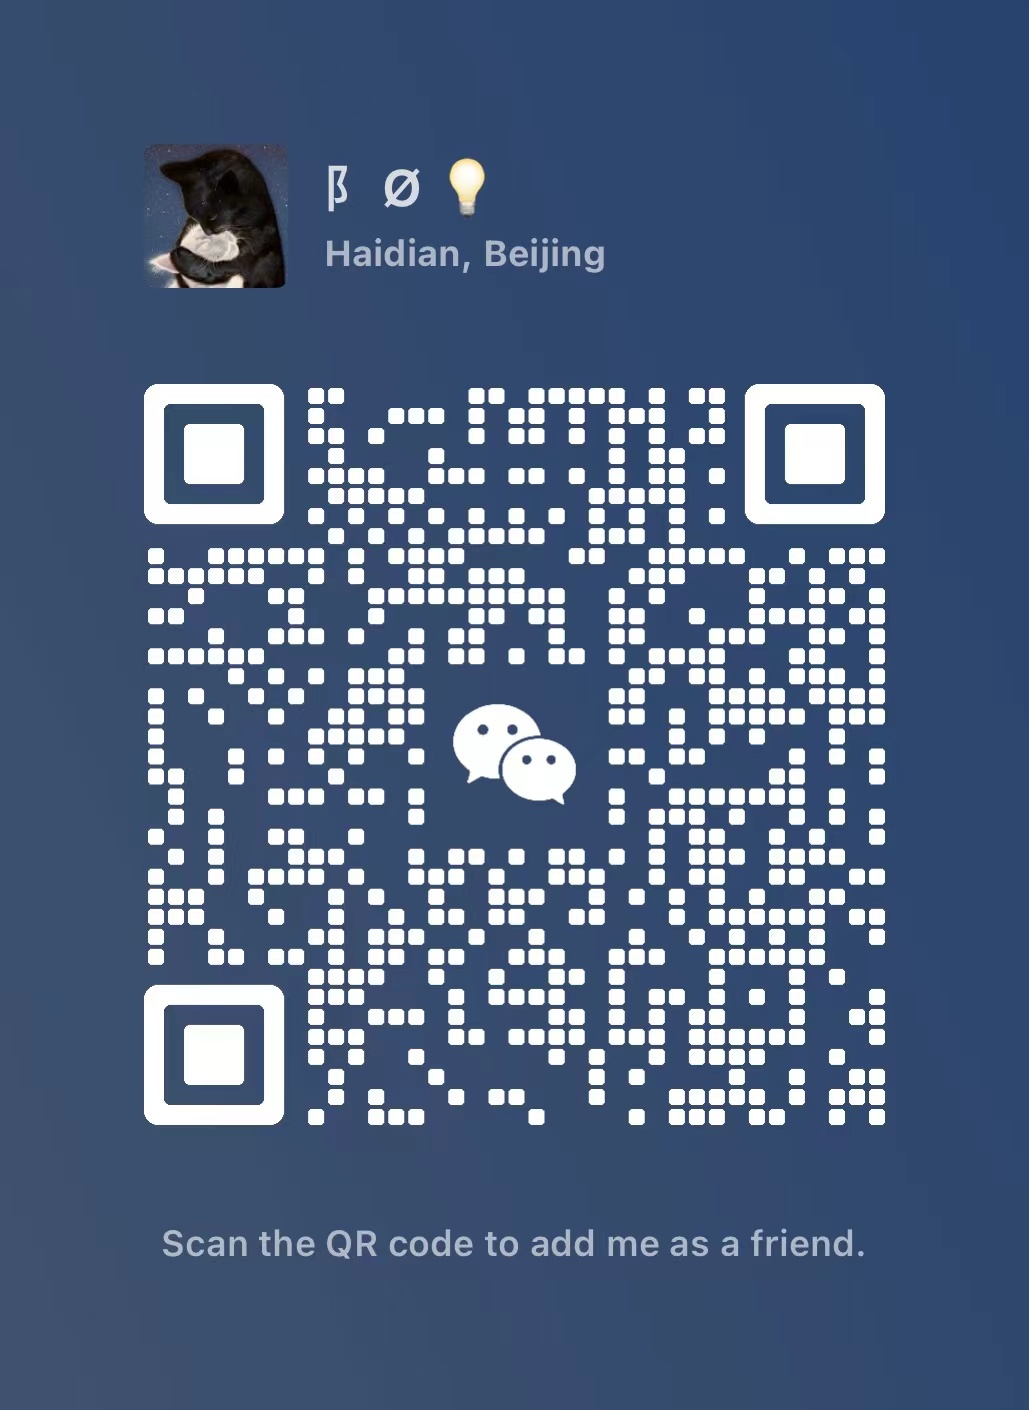 β Ø 💡
Haidian, Beijing
Scan the QR code to add me as a friend.